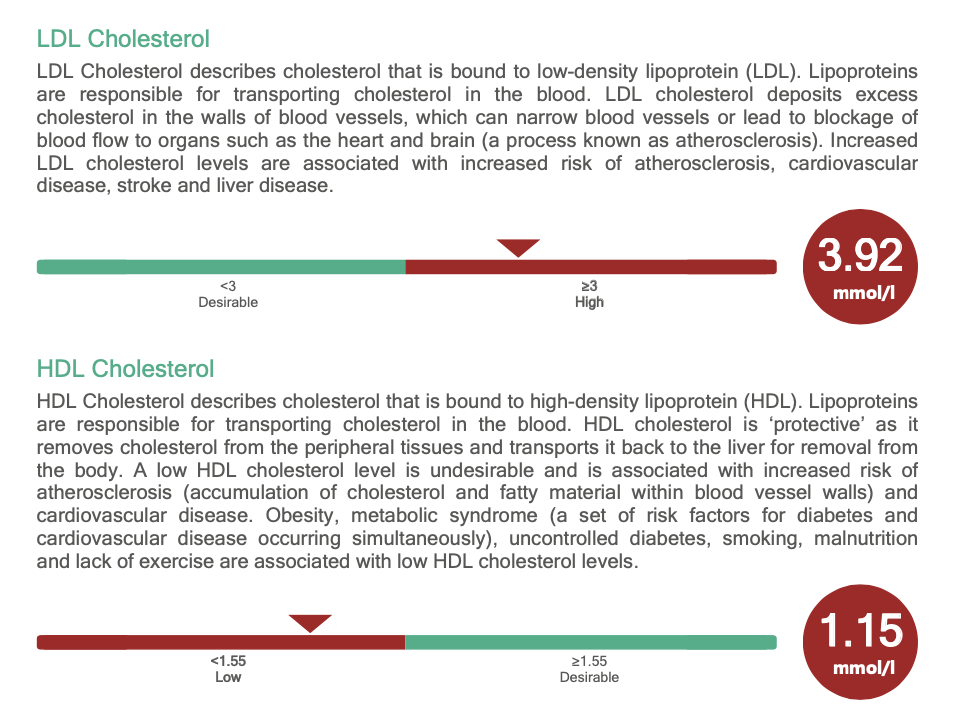 LDL Cholesterol
LDL Cholesterol describes cholesterol that is bound to low-density lipoprotein (LDL). Lipoproteins
are responsible for transporting cholesterol in the blood. LDL cholesterol deposits excess
cholesterol in the walls of blood vessels, which can narrow blood vessels or lead to blockage of
blood flow to organs such as the heart and brain (a process known as atherosclerosis). Increased
LDL cholesterol levels are associated with increased risk of atherosclerosis, cardiovascular
disease, stroke and liver disease.
3.92
mmol/l
<3
Desirable
≥3
High
HDL Cholesterol
HDL Cholesterol describes cholesterol that is bound to high-density lipoprotein (HDL). Lipoproteins
are responsible for transporting cholesterol in the blood. HDL cholesterol is ‘protective’ as it
removes cholesterol from the peripheral tissues and transports it back to the liver for removal from
the body. A low HDL cholesterol level is undesirable and is associated with increased risk of
atherosclerosis (accumulation of cholesterol and fatty material within blood vessel walls) and
cardiovascular disease. Obesity, metabolic syndrome (a set of risk factors for diabetes and
cardiovascular disease occurring simultaneously), uncontrolled diabetes, smoking, malnutrition
and lack of exercise are associated with low HDL cholesterol levels.
1.15
mmol/l
<1.55
Low
≥1.55
Desirable